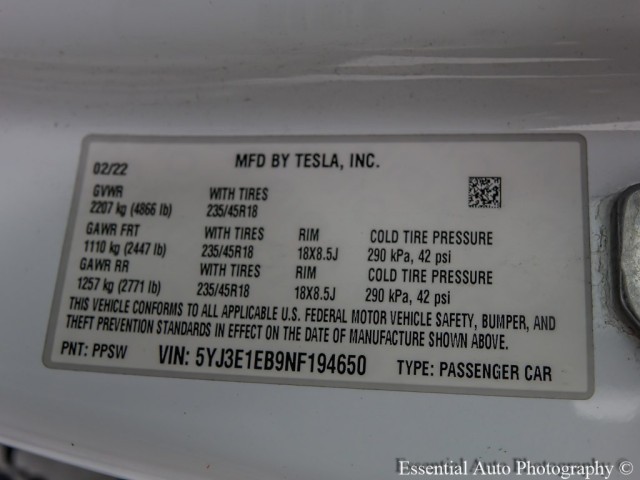 02/22 MFD BY TESLA, INC.
GVWR WITH TIRES
2207 kg (4866 lb) 235/45R18
GAWR FRT WITH TIRES RIM COLD TIRE PRESSURE
1110 kg (2447 lb) 235/45R18 18X8.5J 290 kPa, 42 psi
GAWR RR WITH TIRES RIM COLD TIRE PRESSURE
1257 kg (2771 lb) 235/45R18 18X8.5J 290 kPa, 42 psi
THIS VEHICLE CONFORMS TO ALL APPLICABLE U.S. FEDERAL MOTOR VEHICLE SAFETY, BUMPER, AND
THEFT PREVENTION STANDARDS IN EFFECT ON THE DATE OF MANUFACTURE SHOWN ABOVE.
PNT: PPSW VIN: 5YJ3E1EB9NF194650 TYPE: PASSENGER CAR
Essential Auto Photography ©